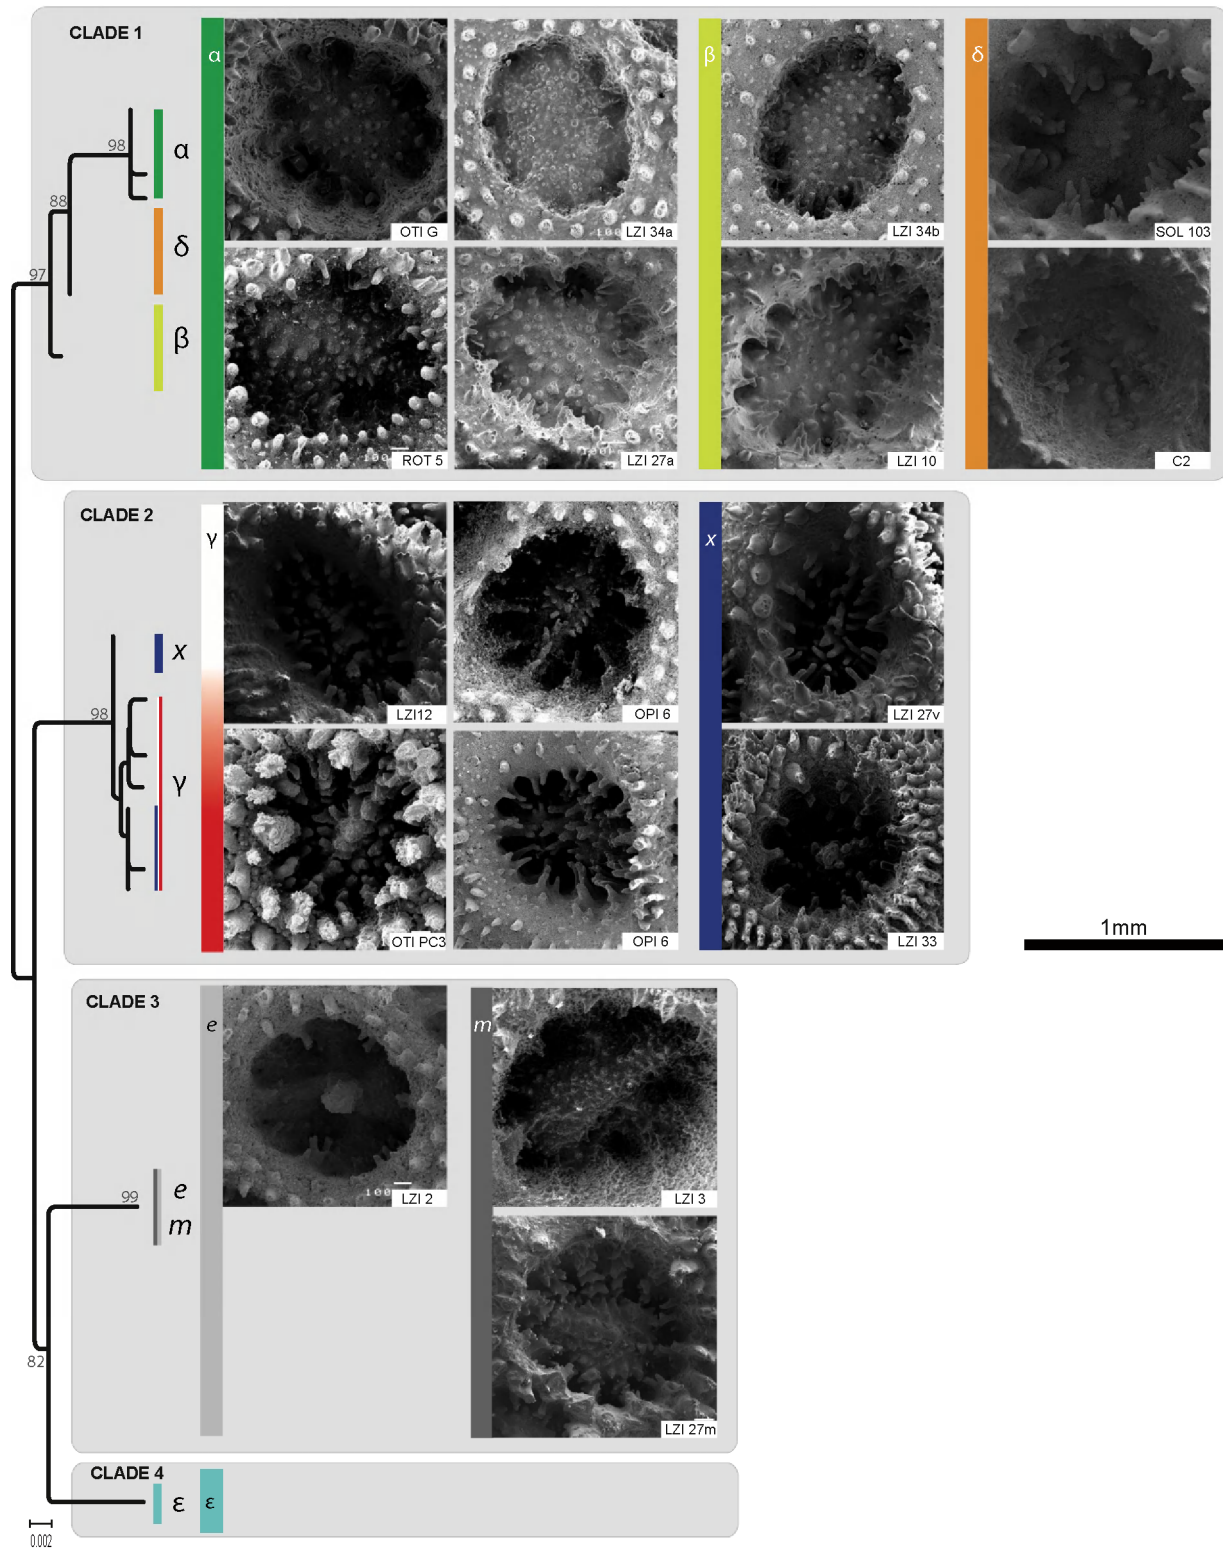 CLADE 1
α
β
δ
98
α
88
δ
97
β
OTI G
LZI 34a
LZI 34b
SOL 103
100
ROT 5
LZI 27a
LZI 10
C2
CLADE 2
γ
x
x
98
γ
LZI12
OPI 6
LZI 27v
OTI PC3
OPI 6
LZI 33
1mm
CLADE 3
e
m
99
e
m
100
LZI 2
LZI 3
LZI 27m
82
CLADE 4
ε
ε
0.002